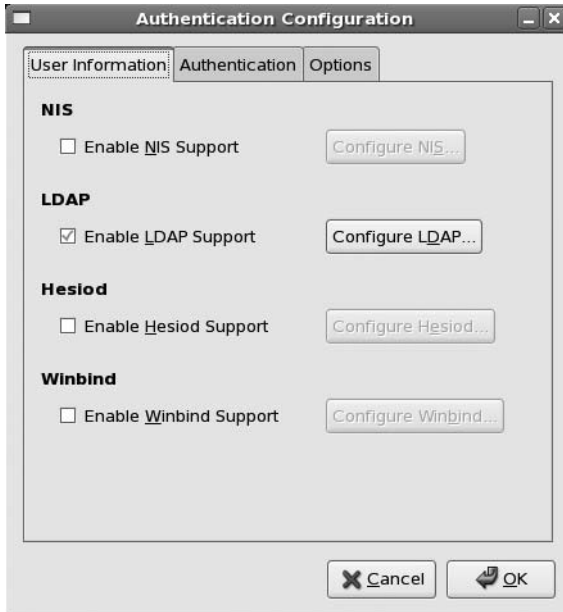 Authentication Configuration
User Information Authentication Options
NIS
Enable NIS Support Configure NIS...
LDAP
Enable LDAP Support Configure LDAP...
Hesiod
Enable Hesiod Support Configure Hesiod...
Winbind
Enable Winbind Support Configure Winbind...
Cancel OK